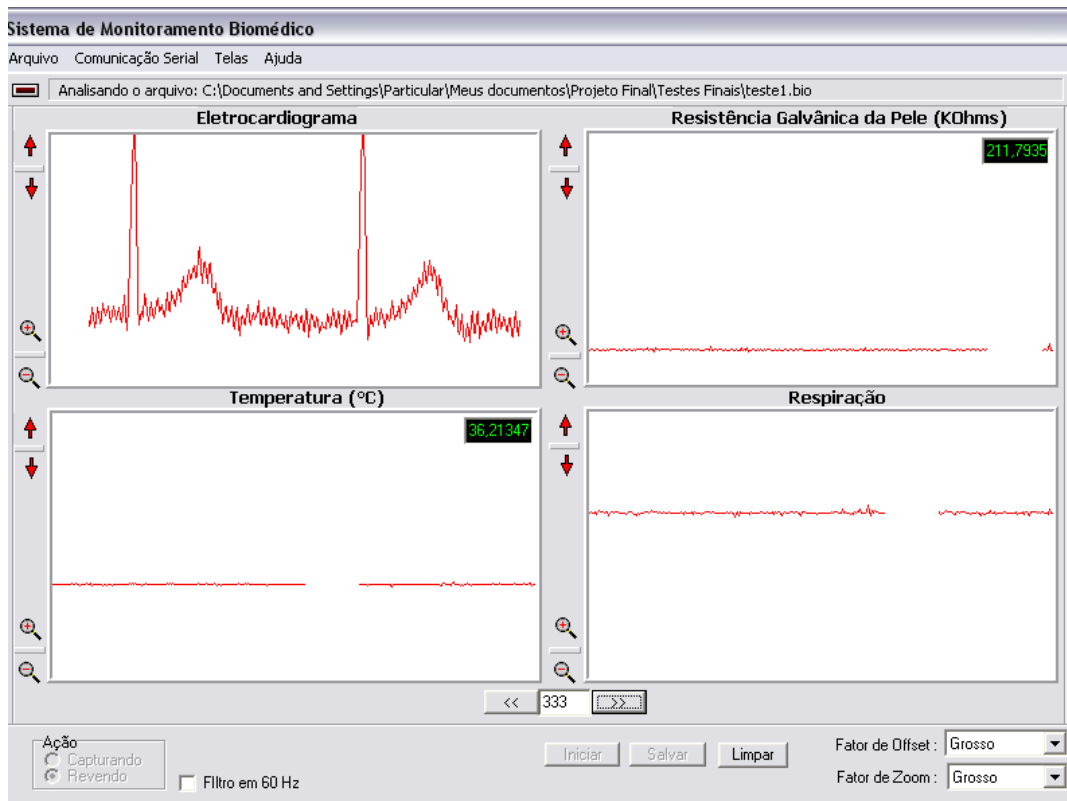 Sistema de Monitoramento Biomédico
Arquivo Comunicação Serial Telas Ajuda
Analisando o arquivo: C:\Documents and Settings\Particular\Meus documentos\Projeto Final\Testes Finais\teste1.bio
Eletrocardiograma
Resistência Galvânica da Pele (KOhms)
211,7935
Temperatura (°C)
36,21347
Respiração
<< 333 >>
Ação
Capturando
Revendo
FIltro em 60 Hz
Iniciar Salvar Limpar
Fator de Offset : Grosso
Fator de Zoom : Grosso